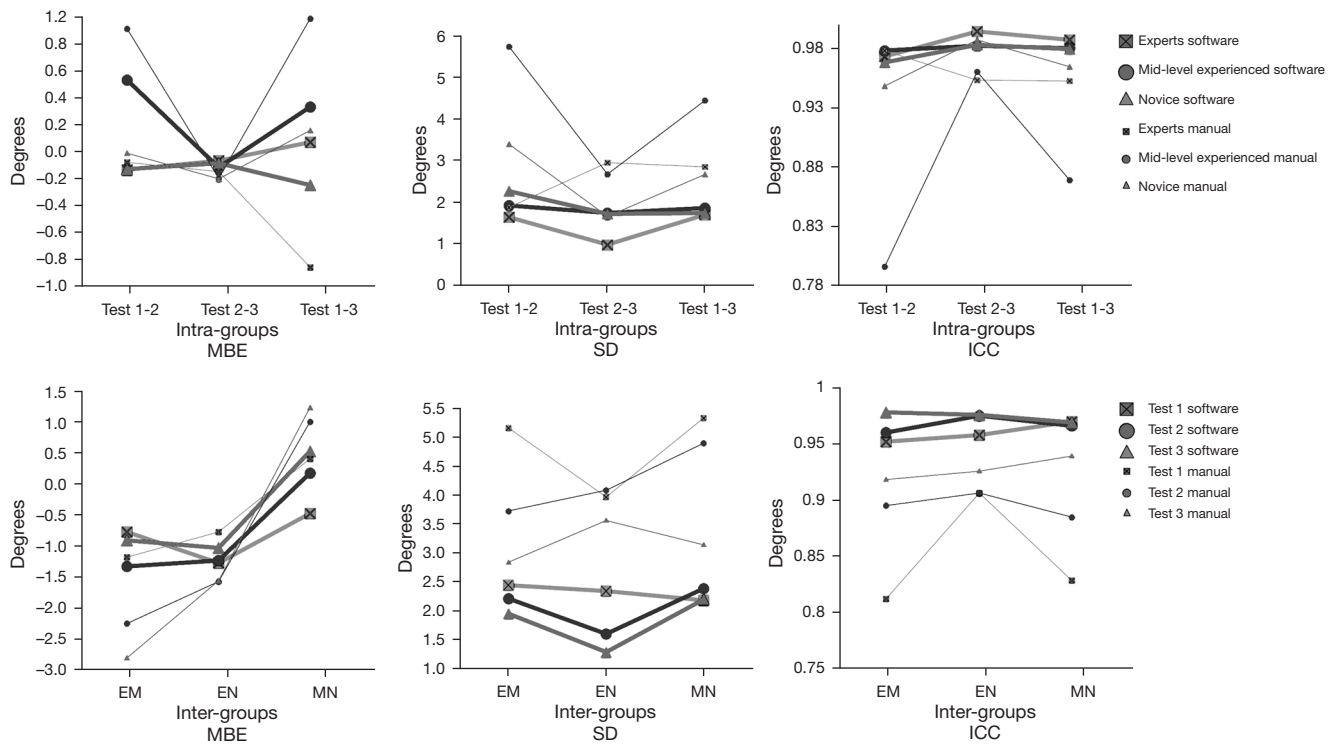 1.2
1.0
0.8
0.6
0.4
0.2
0.0
−0.2
−0.4
−0.6
−0.8
−1.0
Degrees
Test 1-2
Test 2-3
Test 1-3
Intra-groups
MBE
6
5
4
3
2
1
0
Degrees
Test 1-2
Test 2-3
Test 1-3
Intra-groups
SD
0.98
0.93
0.88
0.83
0.78
Degrees
Test 1-2
Test 2-3
Test 1-3
Intra-groups
ICC
Experts software
Mid-level experienced software
Novice software
Experts manual
Mid-level experienced manual
Novice manual
1.5
1.0
0.5
0.0
−0.5
−1.0
−1.5
−2.0
−2.5
−3.0
Degrees
EM
EN
MN
Inter-groups
MBE
5.5
5.0
4.5
4.0
3.5
3.0
2.5
2.0
1.5
1.0
Degrees
EM
EN
MN
Inter-groups
SD
1
0.95
0.9
0.85
0.8
0.75
Degrees
EM
EN
MN
Inter-groups
ICC
Test 1 software
Test 2 software
Test 3 software
Test 1 manual
Test 2 manual
Test 3 manual